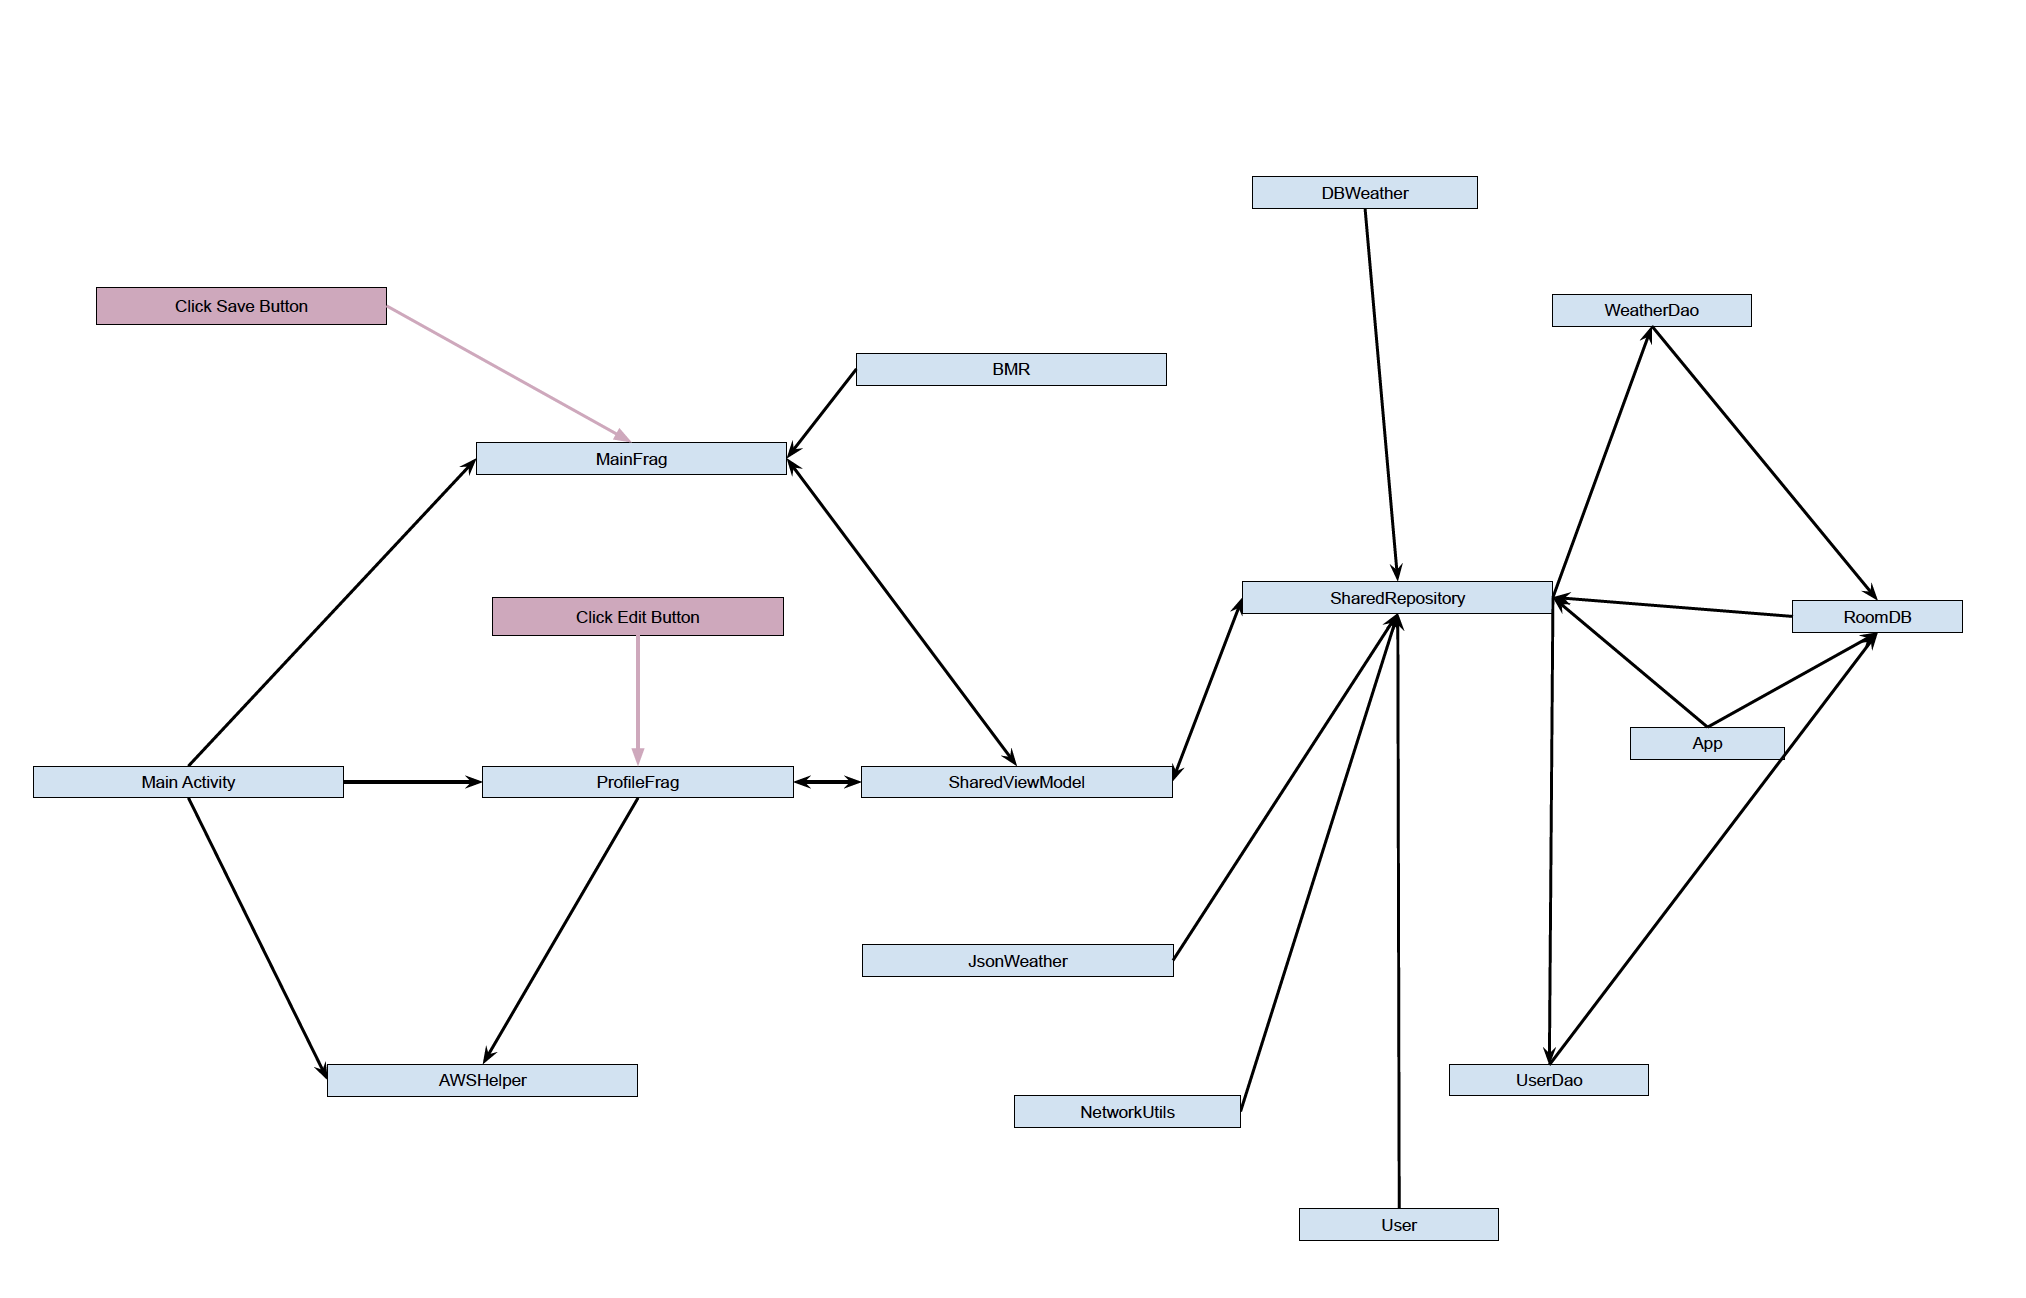 DBWeather
Click Save Button
WeatherDao
BMR
MainFrag
SharedRepository
Click Edit Button
RoomDB
App
Main Activity
ProfileFrag
SharedViewModel
JsonWeather
AWSHelper
UserDao
NetworkUtils
User